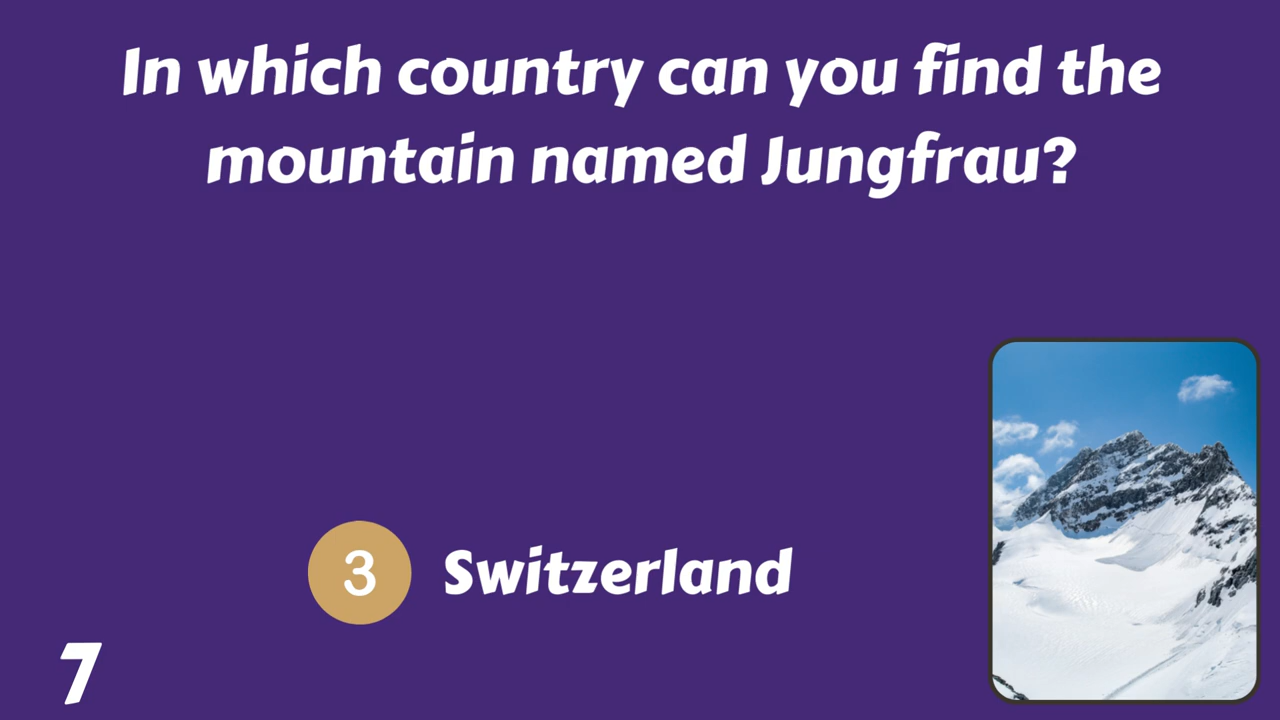 In which country can you find the
mountain named Jungfrau?
3 Switzerland
7